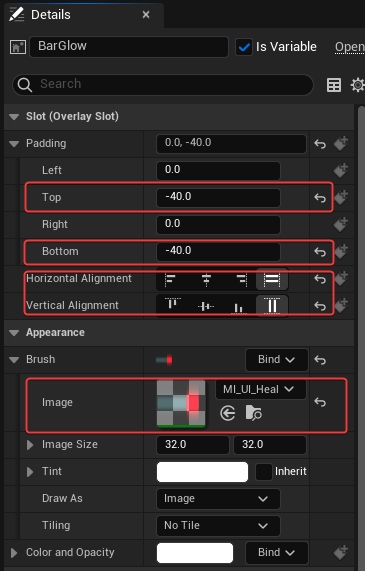 Details
BarGlow Is Variable Open
Search
Slot (Overlay Slot)
Padding 0.0, -40.0
Left 0.0
Top -40.0
Right 0.0
Bottom -40.0
Horizontal Alignment
Vertical Alignment
Appearance
Brush Bind
Image MI_UI_Heal
Image Size 32.0 32.0
Tint Inherit
Draw As Image
Tiling No Tile
Color and Opacity Bind